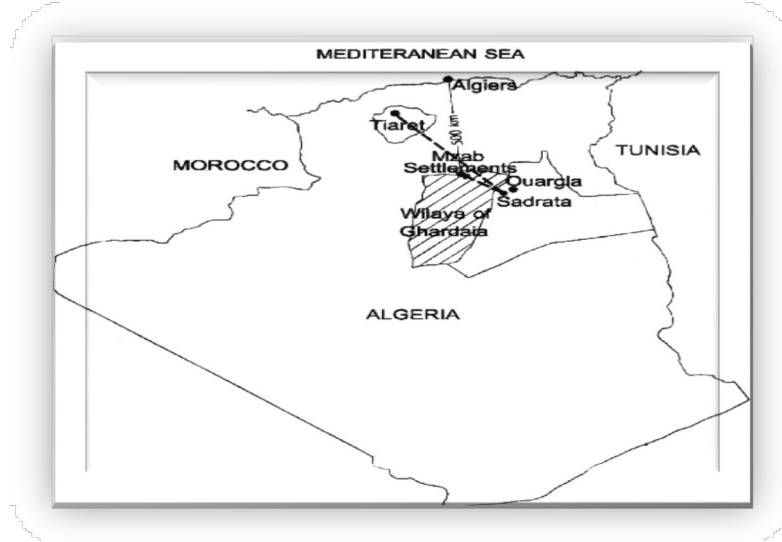 MEDITERANEAN SEA
Algiers
Tiaret
500 km
MOROCCO
TUNISIA
Mzab
Settlements
Ouargla
Sadrata
Wilaya of
Ghardaia
ALGERIA